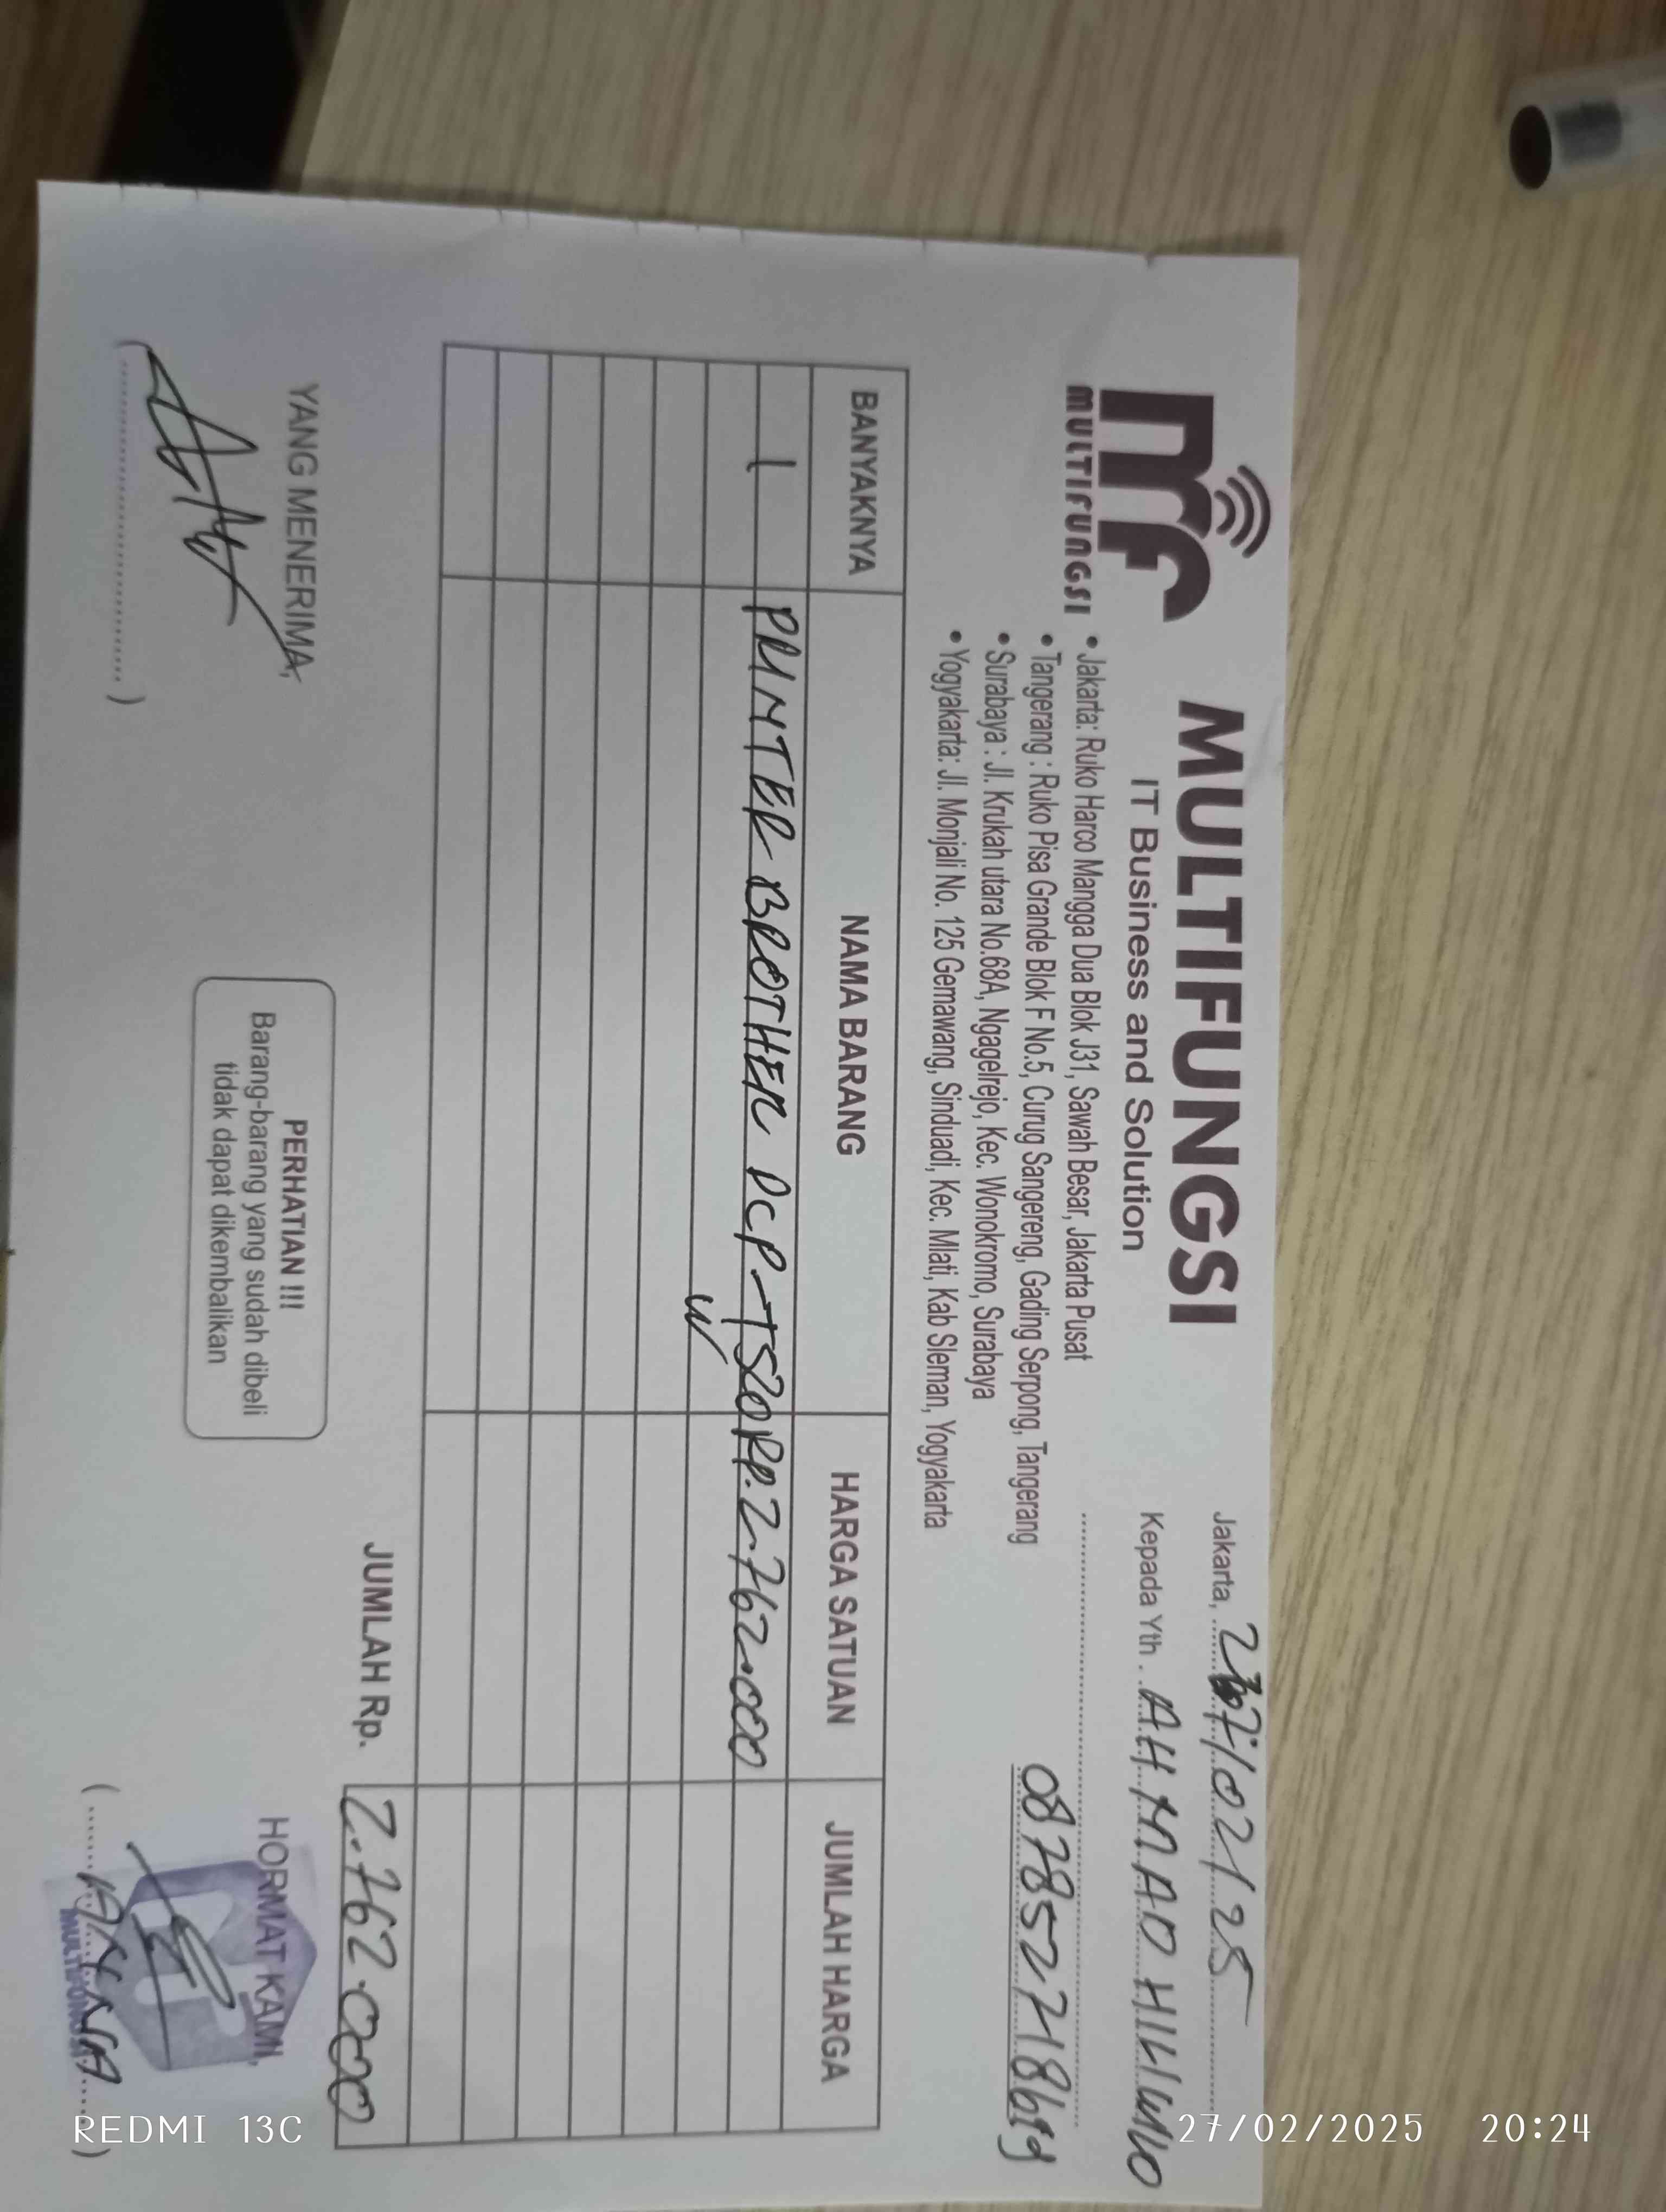 MULTIFUNGSI
MULTIFUNGSI
IT Business and Solution
• Jakarta: Ruko Harco Mangga Dua Blok J31, Sawah Besar, Jakarta Pusat
• Tangerang : Ruko Pisa Grande Blok F No.5, Curug Sangereng, Gading Serpong, Tangerang
• Surabaya : Jl. Krukah utara No.68A, Ngagelrejo, Kec. Wonokromo, Surabaya
• Yogyakarta: Jl. Monjali No. 125 Gemawang, Sinduadi, Kec. Mlati, Kab Sleman, Yogyakarta
Jakarta, 27/02/25
Kepada Yth . AHMAD
BANYAKNYA NAMA BARANG HARGA SATUAN JUMLAH HARGA
1 PRINTER BROTHER DCP-T520 RP.2.762.000
W
JUMLAH Rp. 2.762.000
YANG MENERIMA,
PERHATIAN !!!
Barang-barang yang sudah dibeli
tidak dapat dikembalikan
HORMAT KAMI,
MULTIFUNGSI
REDMI 13C
27/02/2025 20:24